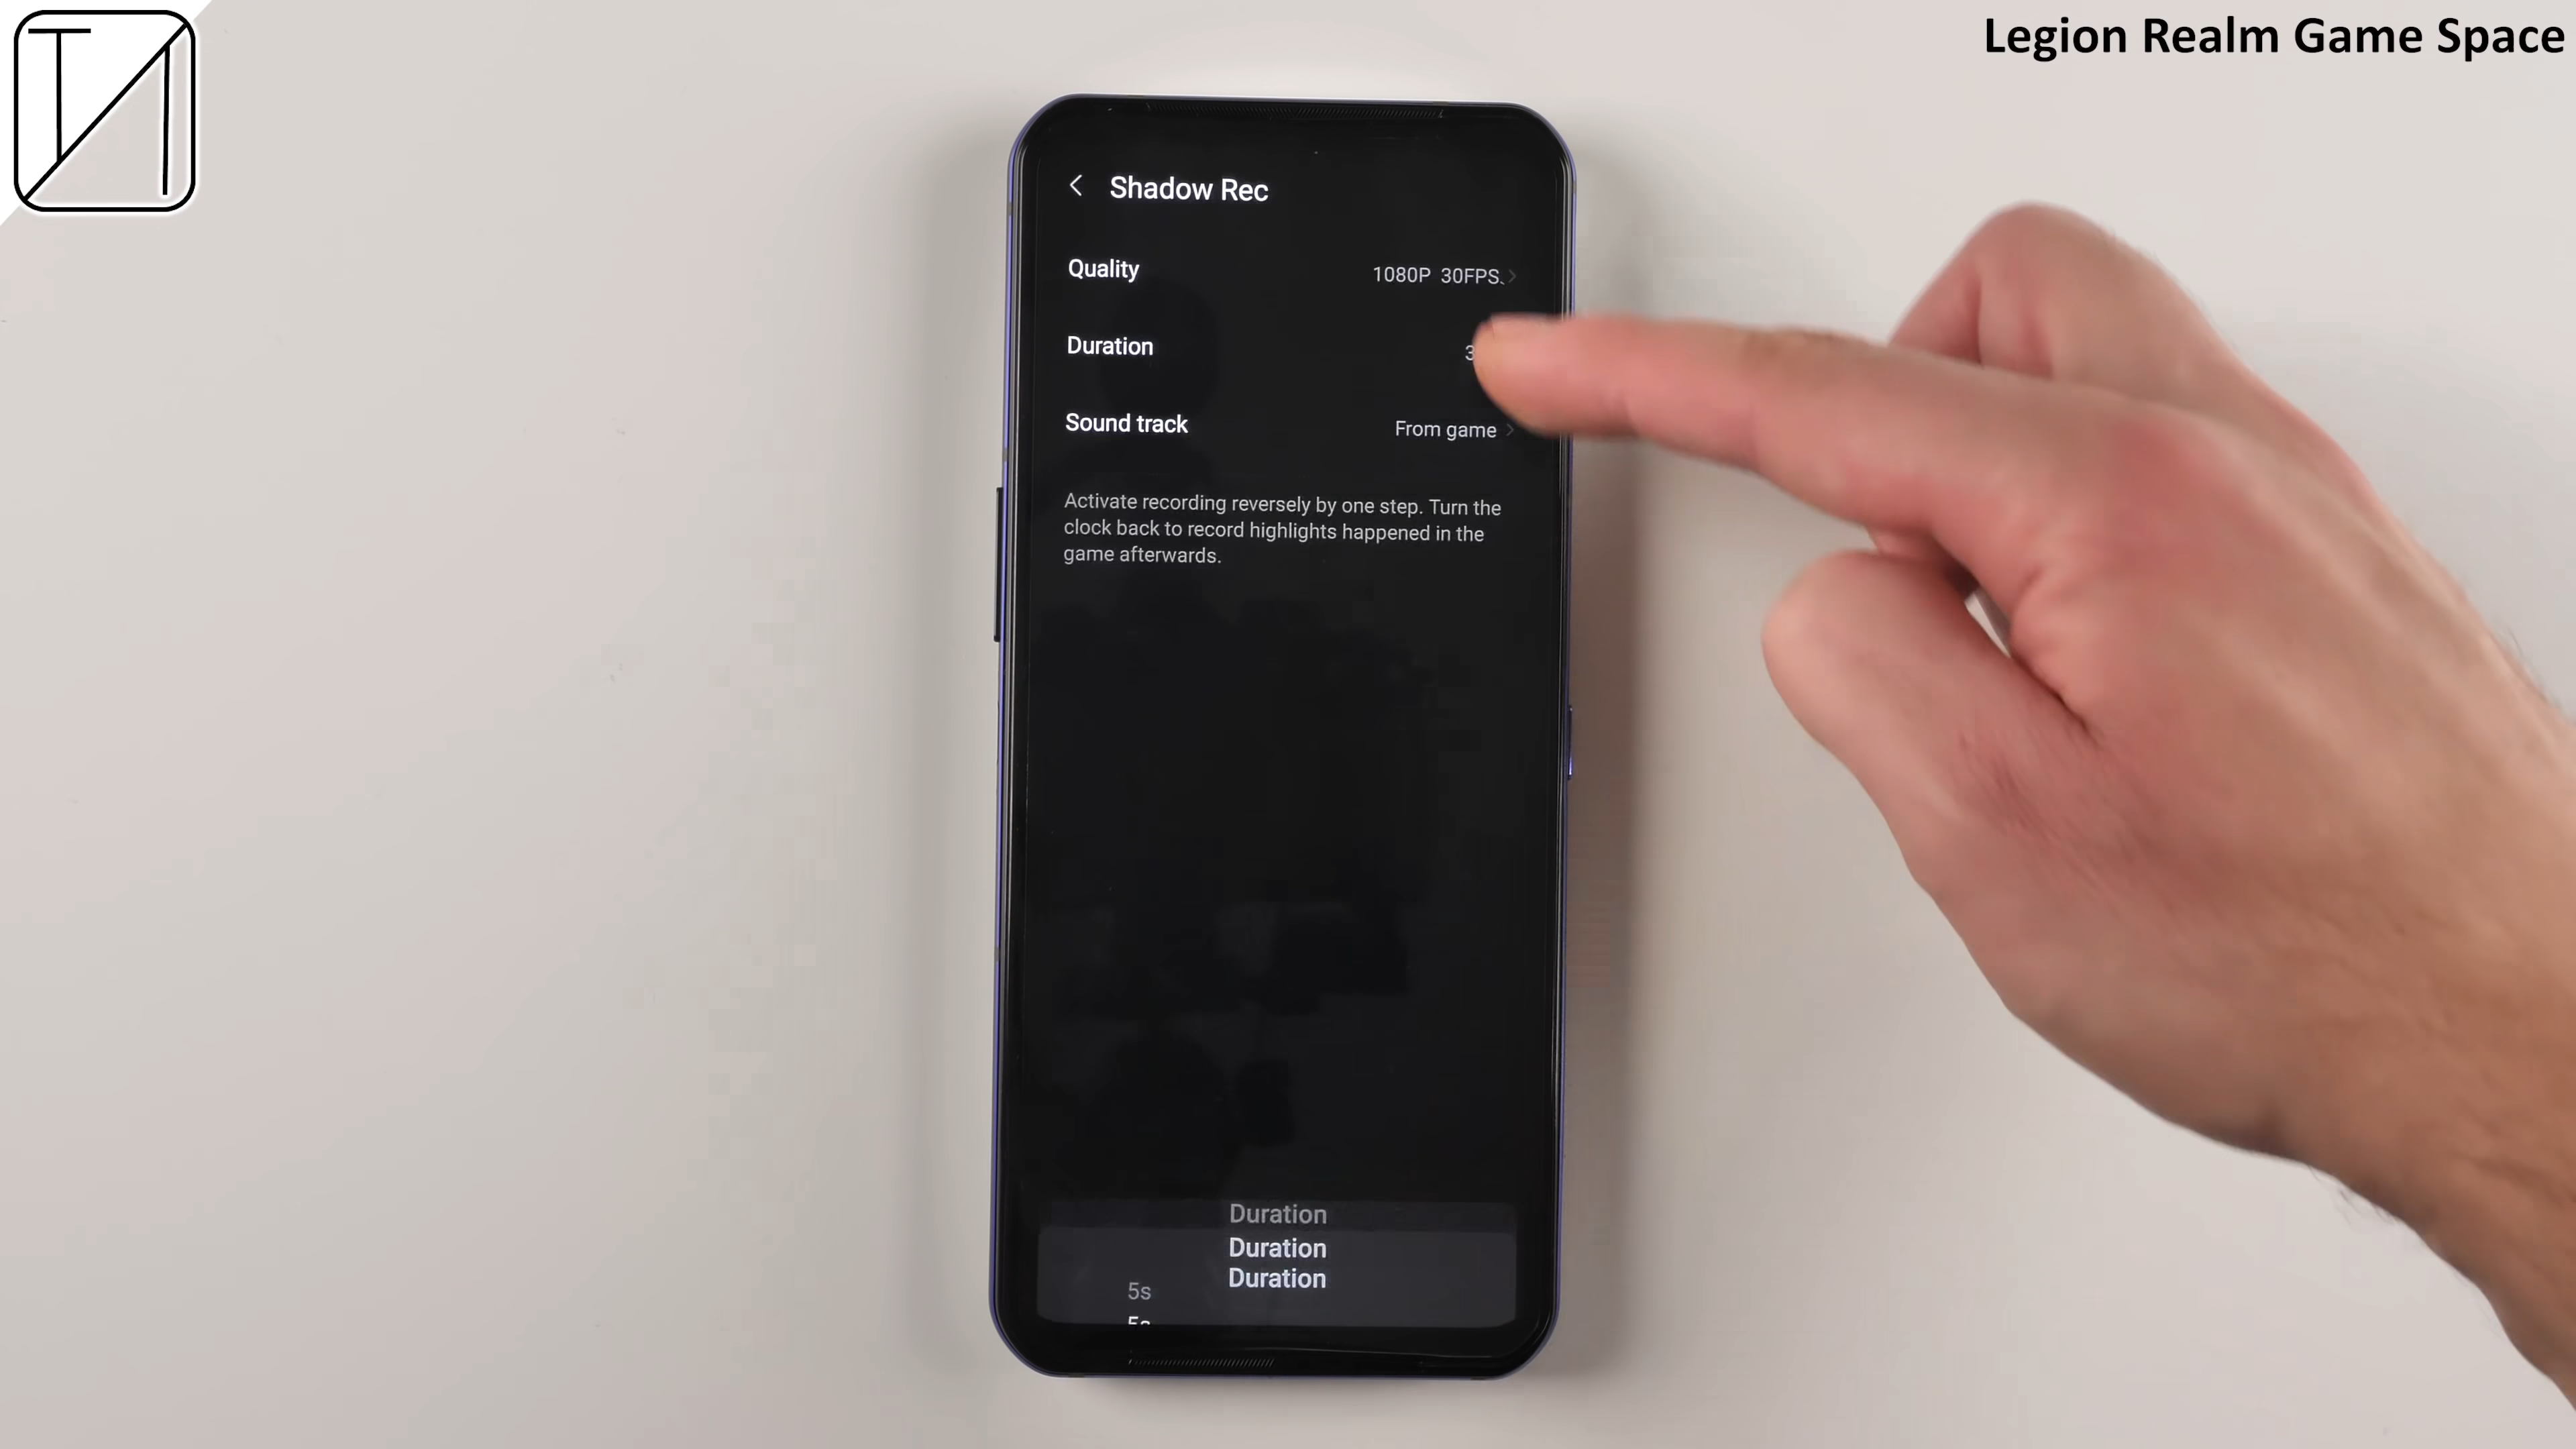 Legion Realm Game Space
Shadow Rec
Quality 1080P 30FPS
Duration
Sound track From game
Activate recording reversely by one step. Turn the
clock back to record highlights happened in the
game afterwards.
Duration
Duration
Duration
5s
5s